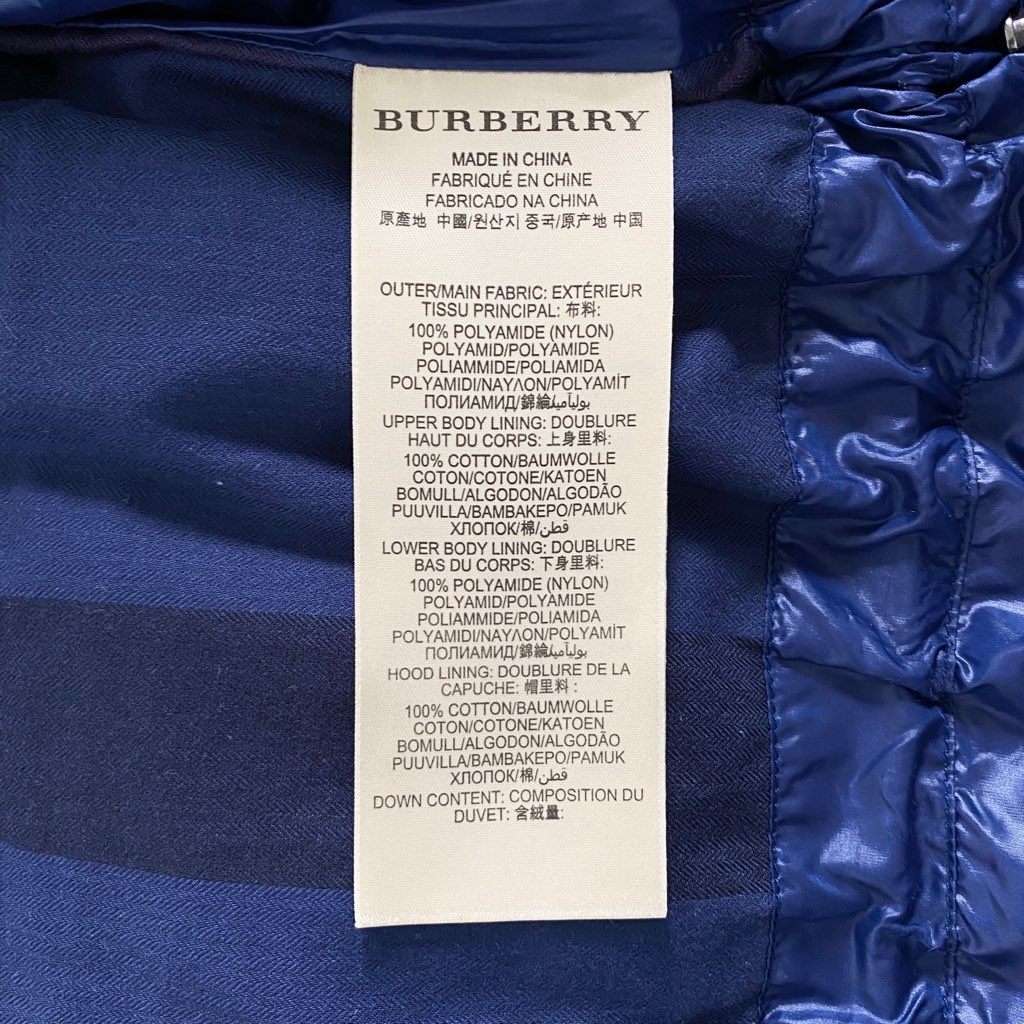 BURBERRY
MADE IN CHINA
FABRIQUÉ EN CHINE
FABRICADO NA CHINA
原產地 中國/원산지 중국/原产地 中国
OUTER/MAIN FABRIC: EXTÉRIEUR
TISSU PRINCIPAL: 布料:
100% POLYAMIDE (NYLON)
POLYAMID/POLYAMIDE
POLIAMMIDE/POLIAMIDA
POLYAMIDI/ΝΑΥΛΟΝ/POLYAMİT
ПОЛИАМИД/錦綸/بولياميد
UPPER BODY LINING: DOUBLURE
HAUT DU CORPS: 上身里料:
100% COTTON/BAUMWOLLE
COTON/COTONE/KATOEN
BOMULL/ALGODON/ALGODÃO
PUUVILLA/ΒΑΜΒΑΚΕΡΟ/PAMUK
ХЛОПОК/棉/قطن
LOWER BODY LINING: DOUBLURE
BAS DU CORPS: 下身里料:
100% POLYAMIDE (NYLON)
POLYAMID/POLYAMIDE
POLIAMMIDE/POLIAMIDA
POLYAMIDI/ΝΑΥΛΟΝ/POLYAMİT
ПОЛИАМИД/錦綸/بولياميد
HOOD LINING: DOUBLURE DE LA
CAPUCHE: 帽里料 :
100% COTTON/BAUMWOLLE
COTON/COTONE/KATOEN
BOMULL/ALGODON/ALGODÃO
PUUVILLA/ΒΑΜΒΑΚΕΡΟ/PAMUK
ХЛОПОК/棉/قطن
DOWN CONTENT: COMPOSITION DU
DUVET: 含絨量: